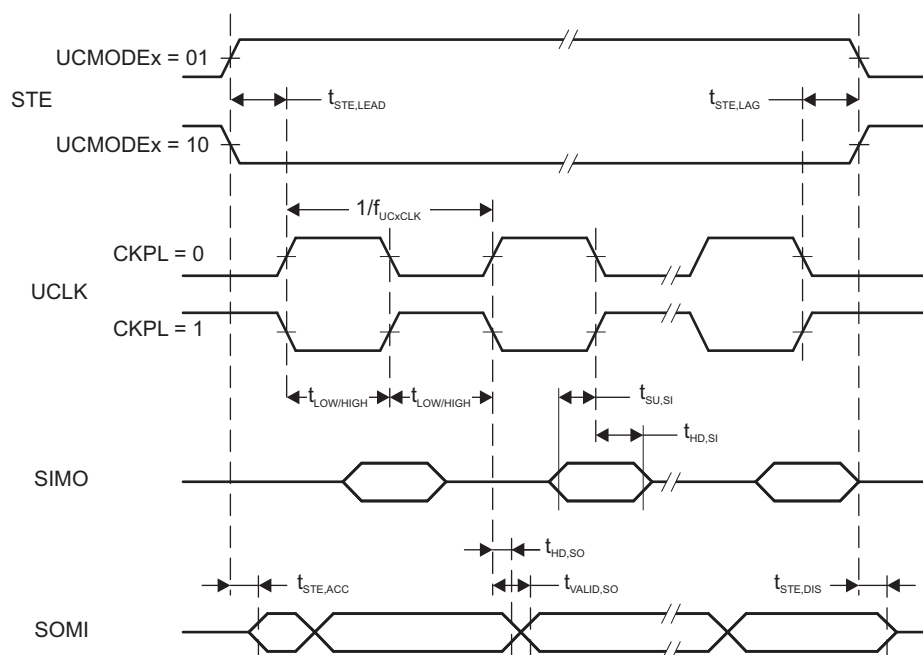 UCMODEx = 01
STE
tSTE,LEAD
tSTE,LAG
UCMODEx = 10
1/fUCxCLK
CKPL = 0
UCLK
CKPL = 1
tLOW/HIGH
tLOW/HIGH
tSU,SI
tHD,SI
SIMO
tHD,SO
tSTE,ACC
tVALID,SO
tSTE,DIS
SOMI